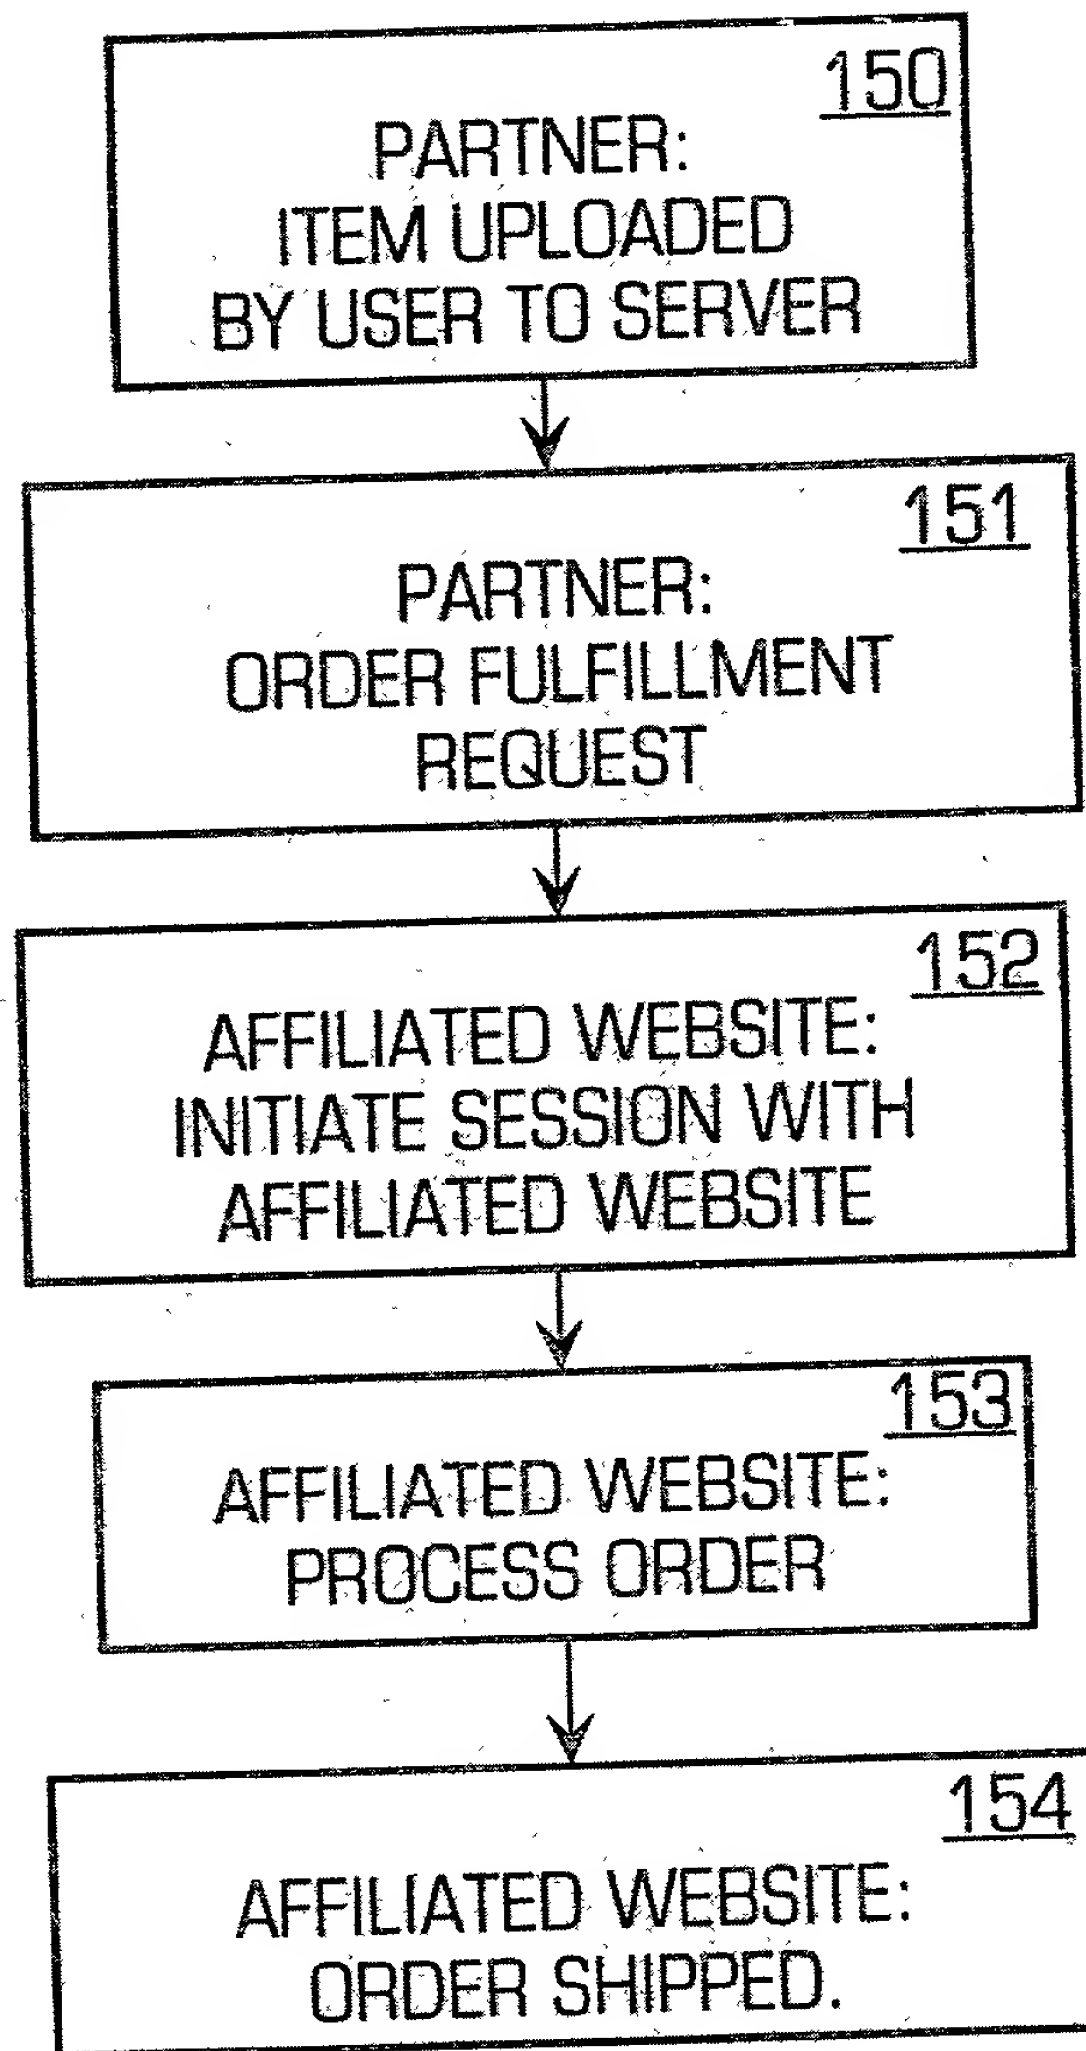 150
PARTNER:
ITEM UPLOADED
BY USER TO SERVER
151
PARTNER:
ORDER FULFILLMENT
REQUEST
152
AFFILIATED WEBSITE:
INITIATE SESSION WITH
AFFILIATED WEBSITE
153
AFFILIATED WEBSITE:
PROCESS ORDER
154
AFFILIATED WEBSITE:
ORDER SHIPPED.